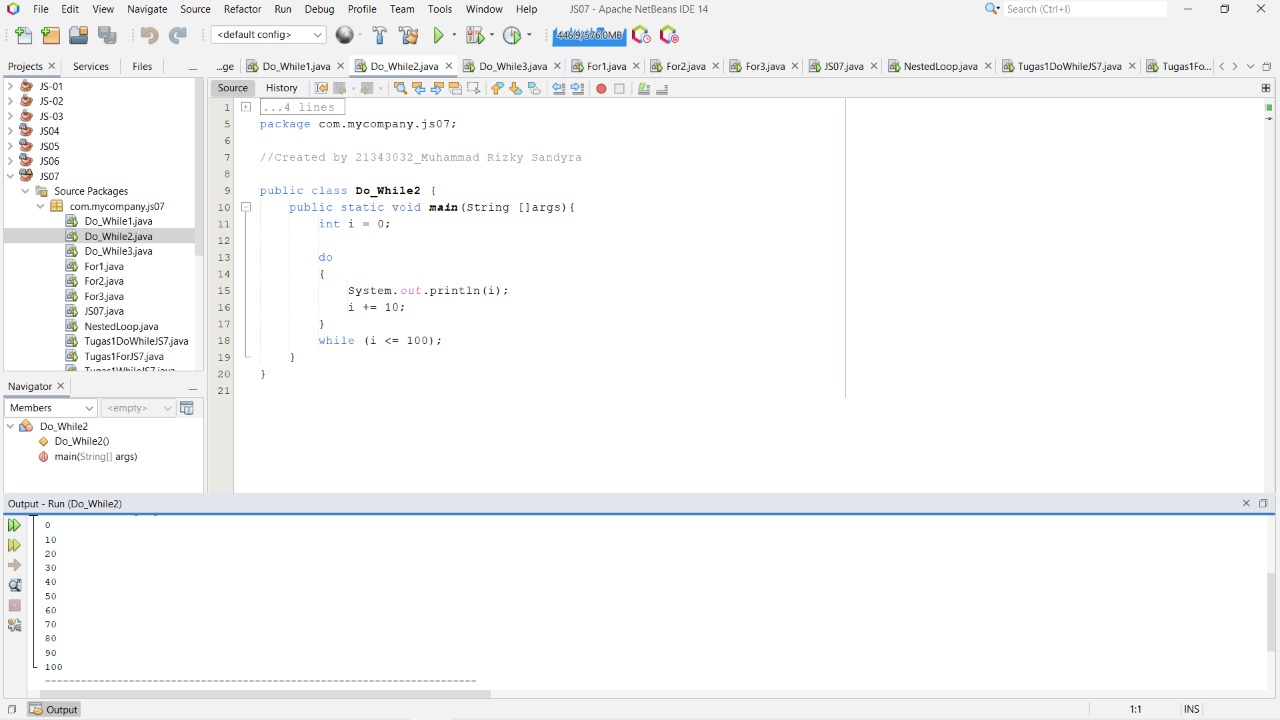 File Edit View Navigate Source Refactor Run Debug Profile Team Tools Window Help JS07 - Apache NetBeans IDE 14 Search (Ctrl+I)
<default config> 446.9/576.0MB
Projects Services Files ...ge Do_While1.java Do_While2.java Do_While3.java For1.java For2.java For3.java JS07.java NestedLoop.java Tugas1DoWhileJS7.java Tugas1Fo...
JS-01
JS-02
JS-03
JS04
JS05
JS06
JS07
Source Packages
com.mycompany.js07
Do_While1.java
Do_While2.java
Do_While3.java
For1.java
For2.java
For3.java
JS07.java
NestedLoop.java
Tugas1DoWhileJS7.java
Tugas1ForJS7.java
Tugas1WhileJS7.java
Navigator
Members <empty>
Do_While2
Do_While2()
main(String[] args)
Source History
1 ...4 lines
5 package com.mycompany.js07;
6
7 //Created by 21343032_Muhammad Rizky Sandyra
8
9 public class Do_While2 {
10 public static void main(String []args){
11 int i = 0;
12
13 do
14 {
15 System.out.println(i);
16 i += 10;
17 }
18 while (i <= 100);
19 }
20 }
21
Output - Run (Do_While2)
0
10
20
30
40
50
60
70
80
90
100
------------------------------------------------------------------------
Output 1:1 INS